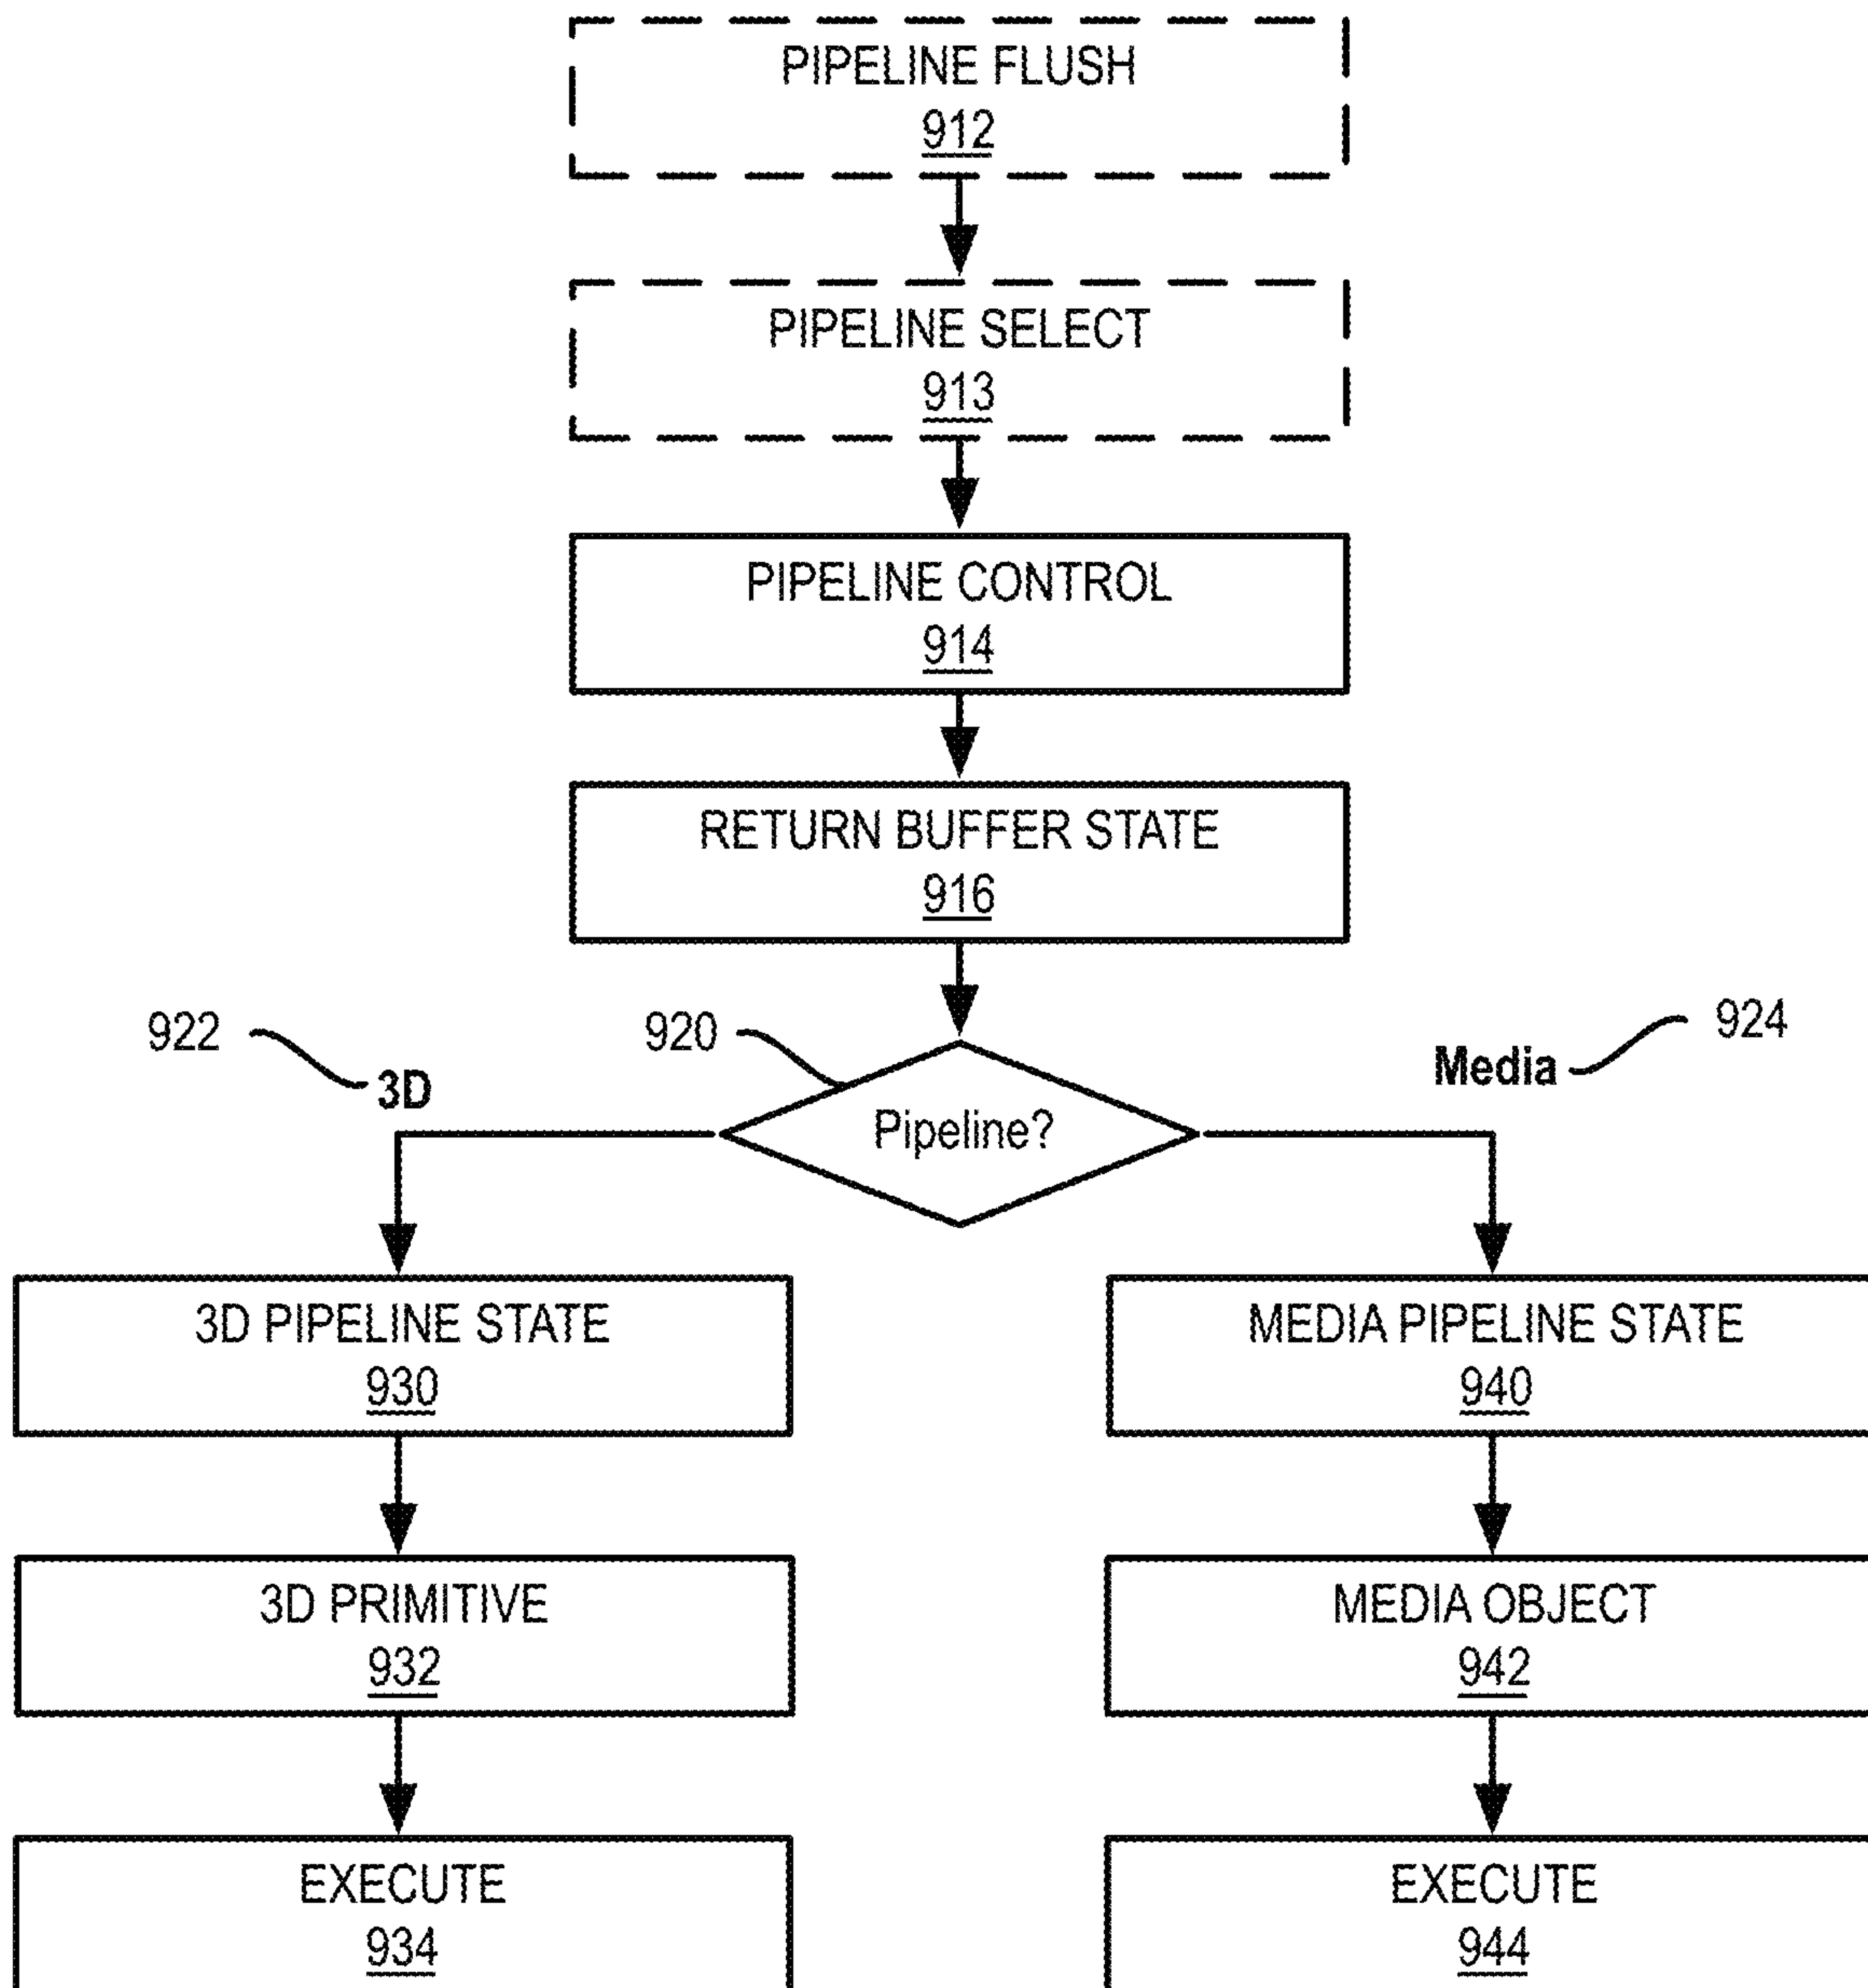 PIPELINE FLUSH
912
PIPELINE SELECT
913
PIPELINE CONTROL
914
RETURN BUFFER STATE
916
922
3D
920
Pipeline?
Media
924
3D PIPELINE STATE
930
MEDIA PIPELINE STATE
940
3D PRIMITIVE
932
MEDIA OBJECT
942
EXECUTE
934
EXECUTE
944